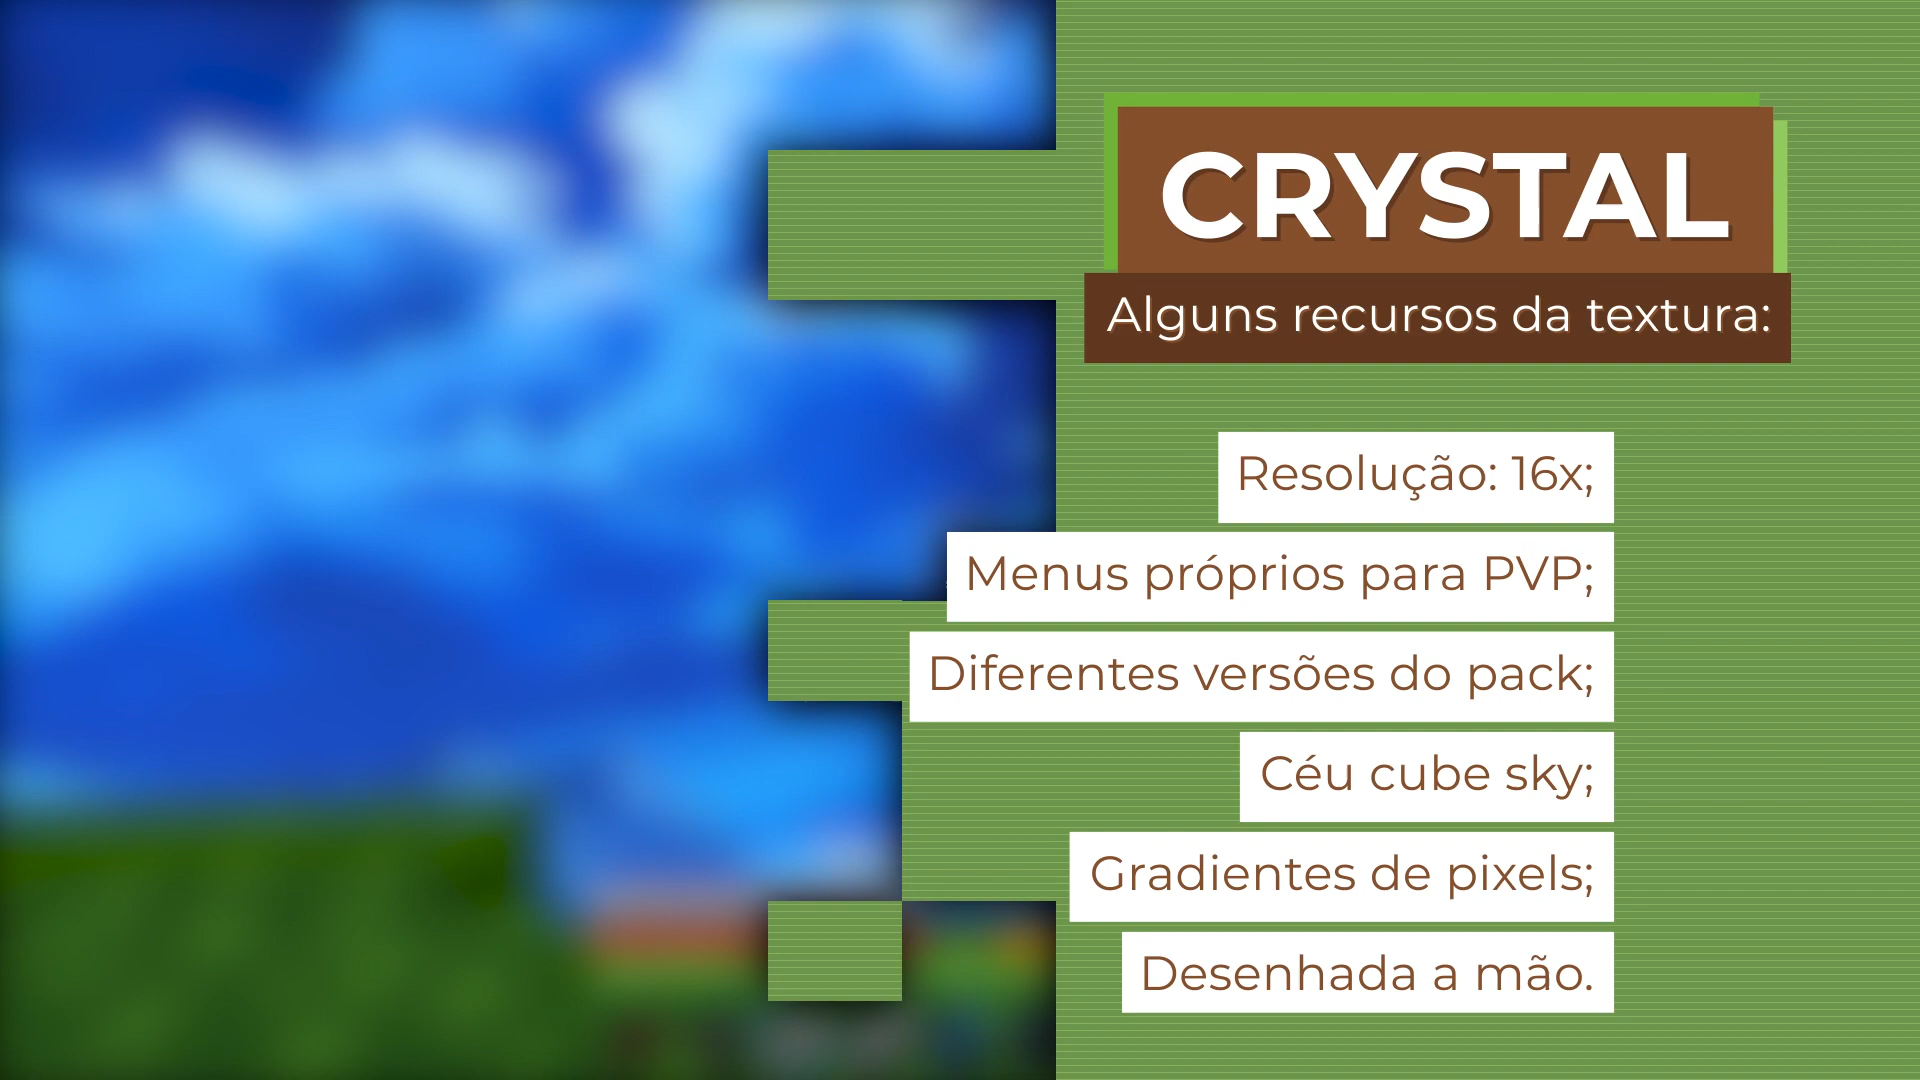 CRYSTAL
Alguns recursos da textura:
Resolução: 16x;
Menus próprios para PVP;
Diferentes versões do pack;
Céu cube sky;
Gradientes de pixels;
Desenhada a mão.